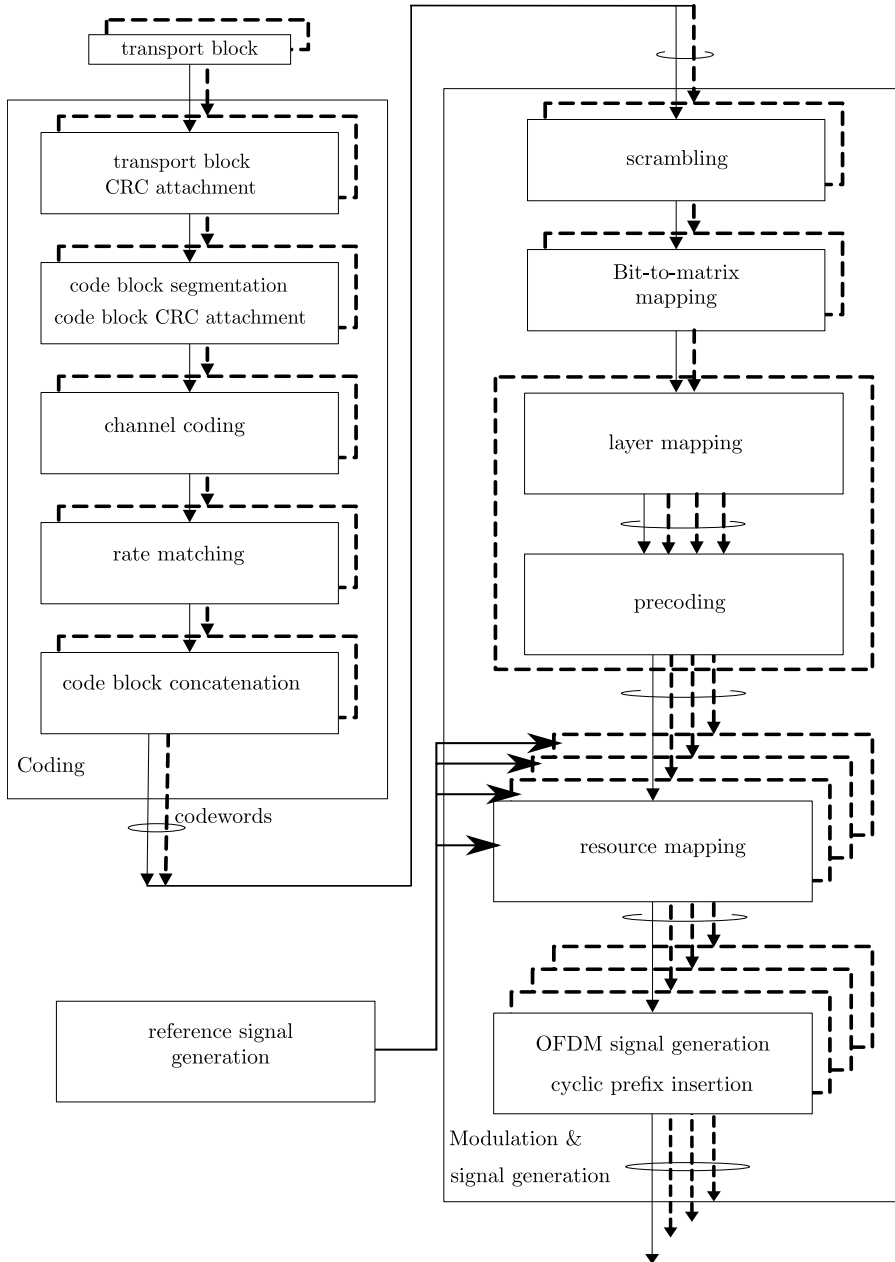 transport block
transport block
CRC attachment
code block segmentation
code block CRC attachment
channel coding
rate matching
code block concatenation
Coding
codewords
reference signal
generation
scrambling
Bit-to-matrix
mapping
layer mapping
precoding
resource mapping
OFDM signal generation
cyclic prefix insertion
Modulation &
signal generation